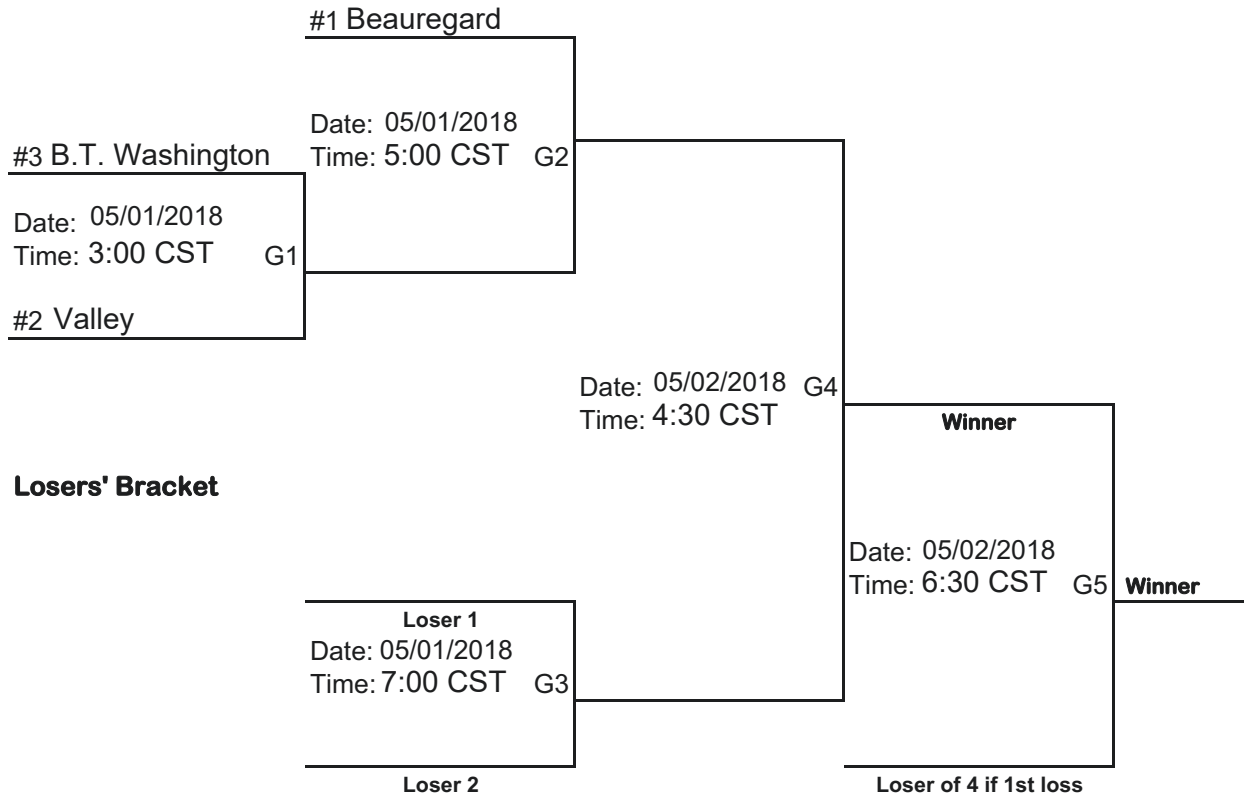 #1 Beauregard
Date: 05/01/2018
Time: 5:00 CST G2
#3 B.T. Washington
Date: 05/01/2018
Time: 3:00 CST G1
#2 Valley
Date: 05/02/2018 G4
Time: 4:30 CST
Winner
Losers' Bracket
Date: 05/02/2018
Time: 6:30 CST G5 Winner
Loser 1
Date: 05/01/2018
Time: 7:00 CST G3
Loser 2
Loser of 4 if 1st loss